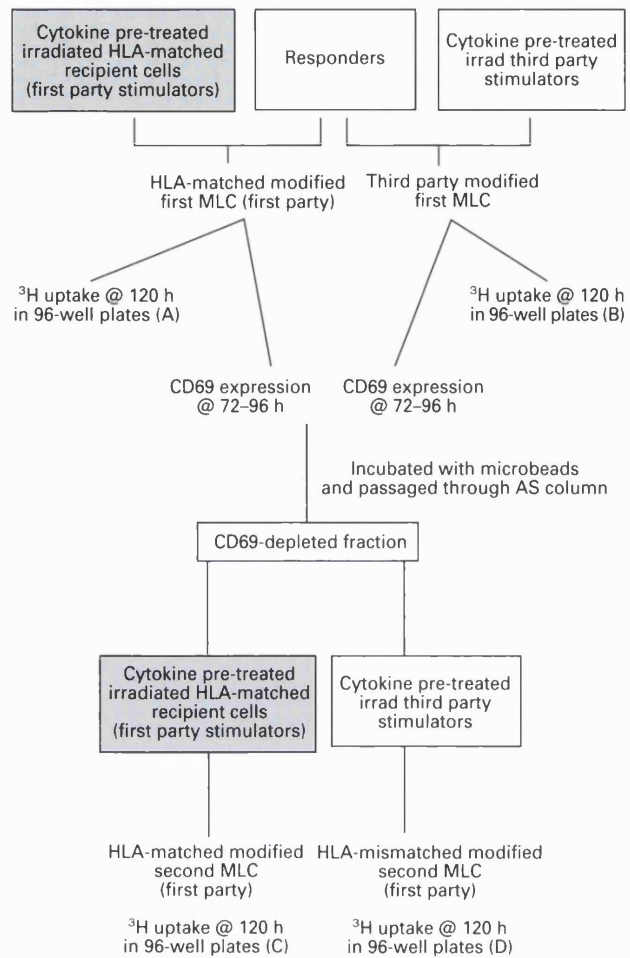 Cytokine pre-treated
irradiated HLA-matched
recipient cells
(first party stimulators)
Responders
Cytokine pre-treated
irrad third party
stimulators
HLA-matched modified
first MLC (first party)
Third party modified
first MLC
³H uptake @ 120 h
in 96-well plates (A)
³H uptake @ 120 h
in 96-well plates (B)
CD69 expression
@ 72–96 h
CD69 expression
@ 72–96 h
Incubated with microbeads
and passaged through AS column
CD69-depleted fraction
Cytokine pre-treated
irradiated HLA-matched
recipient cells
(first party stimulators)
Cytokine pre-treated
irrad third party
stimulators
HLA-matched modified
second MLC
(first party)
HLA-mismatched modified
second MLC
(first party)
³H uptake @ 120 h
in 96-well plates (C)
³H uptake @ 120 h
in 96-well plates (D)